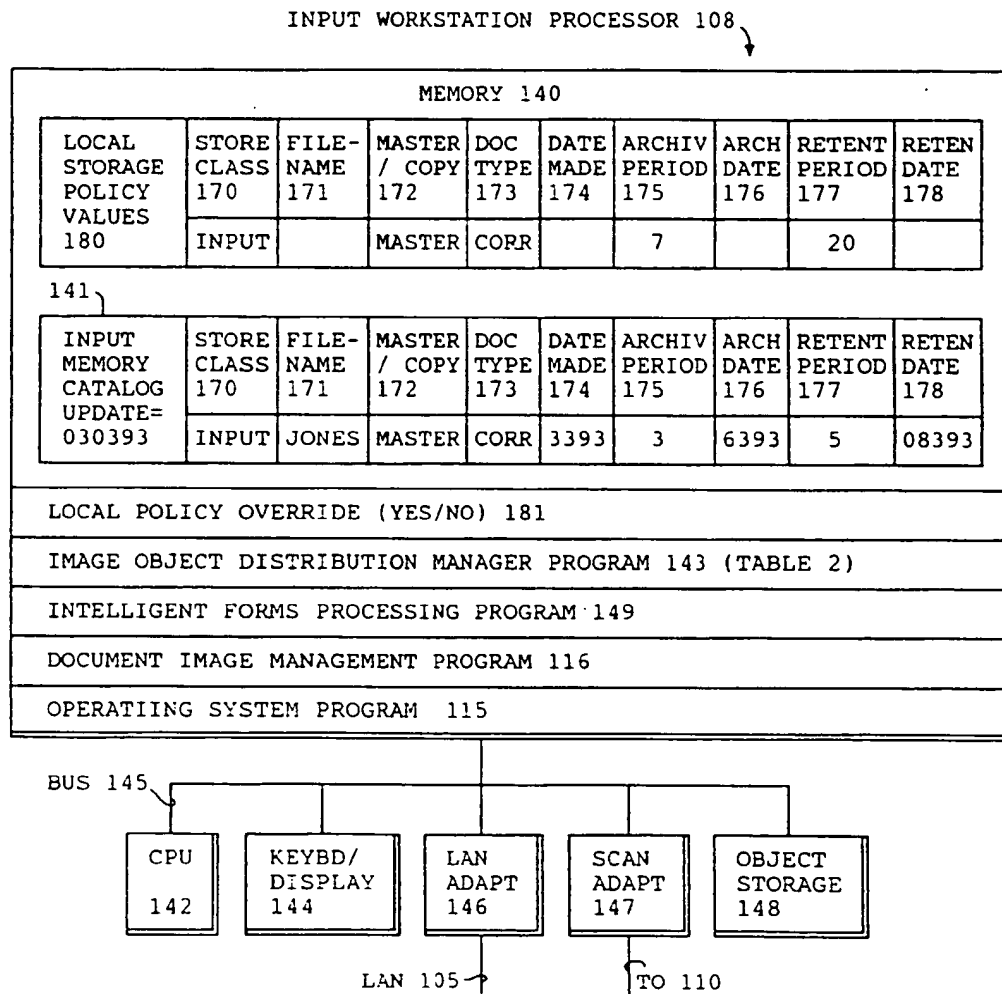 INPUT WORKSTATION PROCESSOR 108
MEMORY 140
LOCAL STORAGE POLICY VALUES 180
STORE CLASS 170
FILE- NAME 171
MASTER / COPY 172
DOC TYPE 173
DATE MADE 174
ARCHIV PERIOD 175
ARCH DATE 176
RETENT PERIOD 177
RETEN DATE 178
INPUT MASTER CORR 7 20
141
INPUT MEMORY CATALOG UPDATE= 030393
STORE CLASS 170
FILE- NAME 171
MASTER / COPY 172
DOC TYPE 173
DATE MADE 174
ARCHIV PERIOD 175
ARCH DATE 176
RETENT PERIOD 177
RETEN DATE 178
INPUT JONES MASTER CORR 3393 3 6393 5 08393
LOCAL POLICY OVERRIDE (YES/NO) 181
IMAGE OBJECT DISTRIBUTION MANAGER PROGRAM 143 (TABLE 2)
INTELLIGENT FORMS PROCESSING PROGRAM 149
DOCUMENT IMAGE MANAGEMENT PROGRAM 116
OPERATIING SYSTEM PROGRAM 115
BUS 145
CPU 142
KEYBD/ DISPLAY 144
LAN ADAPT 146
SCAN ADAPT 147
OBJECT STORAGE 148
LAN 105
TO 110